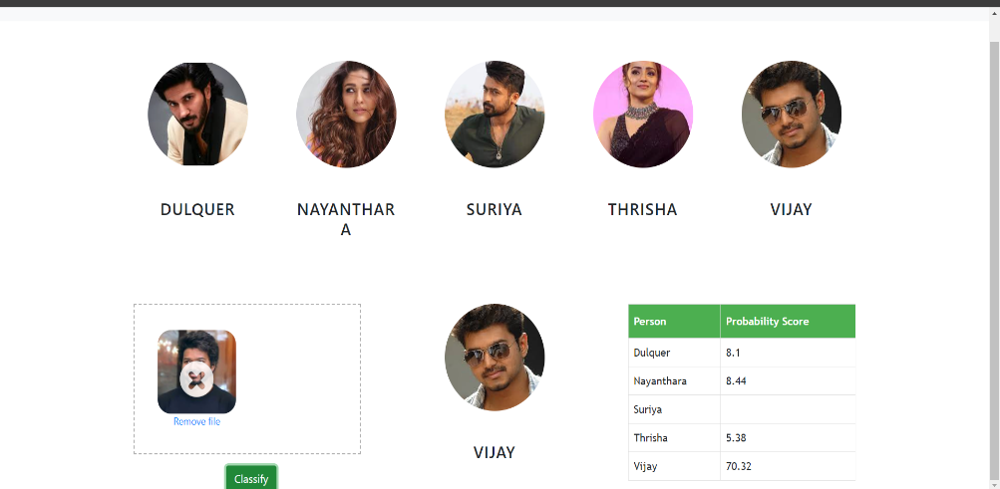 DULQUER
NAYANTHAR
A
SURIYA
THRISHA
VIJAY
Remove file
Classify
VIJAY
Person Probability Score
Dulquer 8.1
Nayanthara 8.44
Suriya
Thrisha 5.38
Vijay 70.32